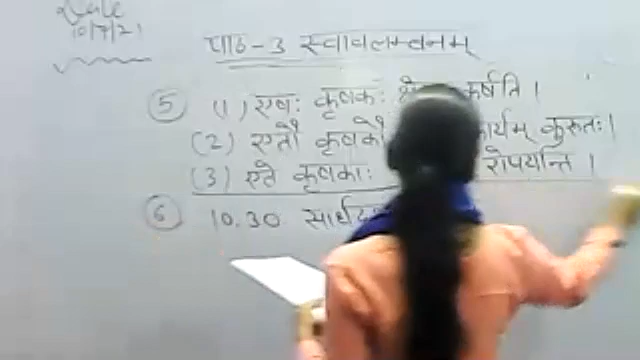 Date
10/7/21
पाठ-3 स्वावलम्बनम्
5 (1) एषः कृषकः कर्षति ।
(2) एतौ कृषकौ कार्यम् कुरुतः।
(3) एते कृषकाः रोपयन्ति ।
6 10.30